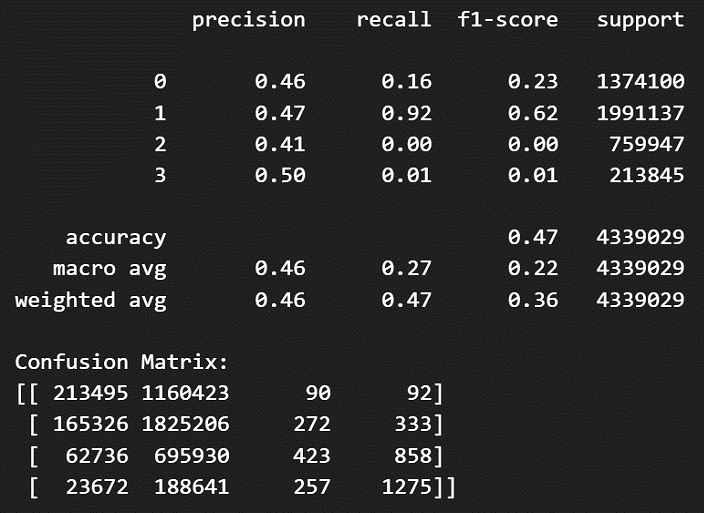 precision recall f1-score support
0 0.46 0.16 0.23 1374100
1 0.47 0.92 0.62 1991137
2 0.41 0.00 0.00 759947
3 0.50 0.01 0.01 213845
accuracy 0.47 4339029
macro avg 0.46 0.27 0.22 4339029
weighted avg 0.46 0.47 0.36 4339029
Confusion Matrix:
[[ 213495 1160423 90 92]
[ 165326 1825206 272 333]
[ 62736 695930 423 858]
[ 23672 188641 257 1275]]